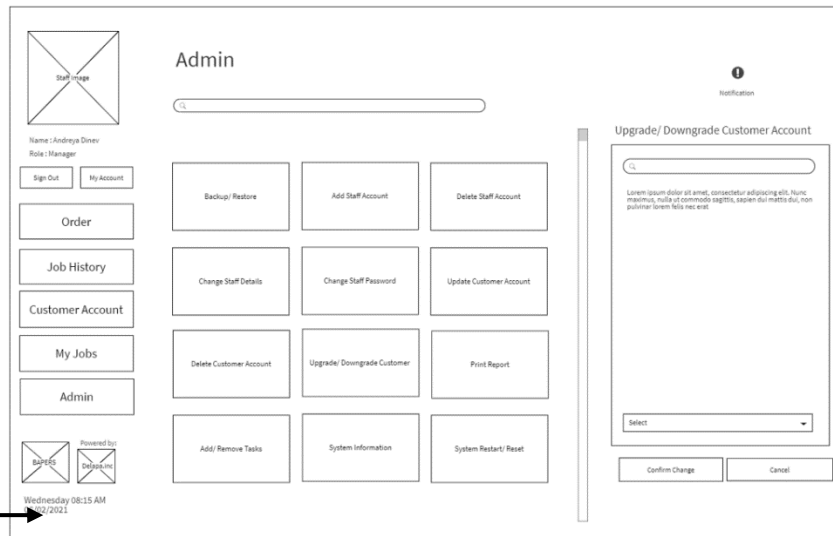 Staff Image
Name : Andreya Dinev
Role : Manager
Sign Out
My Account
Order
Job History
Customer Account
My Jobs
Admin
BAPERS
Powered by:
Delapa.inc
Wednesday 08:15 AM
/02/2021
Admin
Backup/ Restore
Add Staff Account
Delete Staff Account
Change Staff Details
Change Staff Password
Update Customer Account
Delete Customer Account
Upgrade/ Downgrade Customer
Print Report
Add/ Remove Tasks
System Information
System Restart/ Reset
Notification
Upgrade/ Downgrade Customer Account
Lorem ipsum dolor sit amet, consectetur adipiscing elit. Nunc
maximus, nulla ut commodo sagittis, sapien dui mattis dui, non
pulvinar lorem felis nec erat
Select
Confirm Change
Cancel